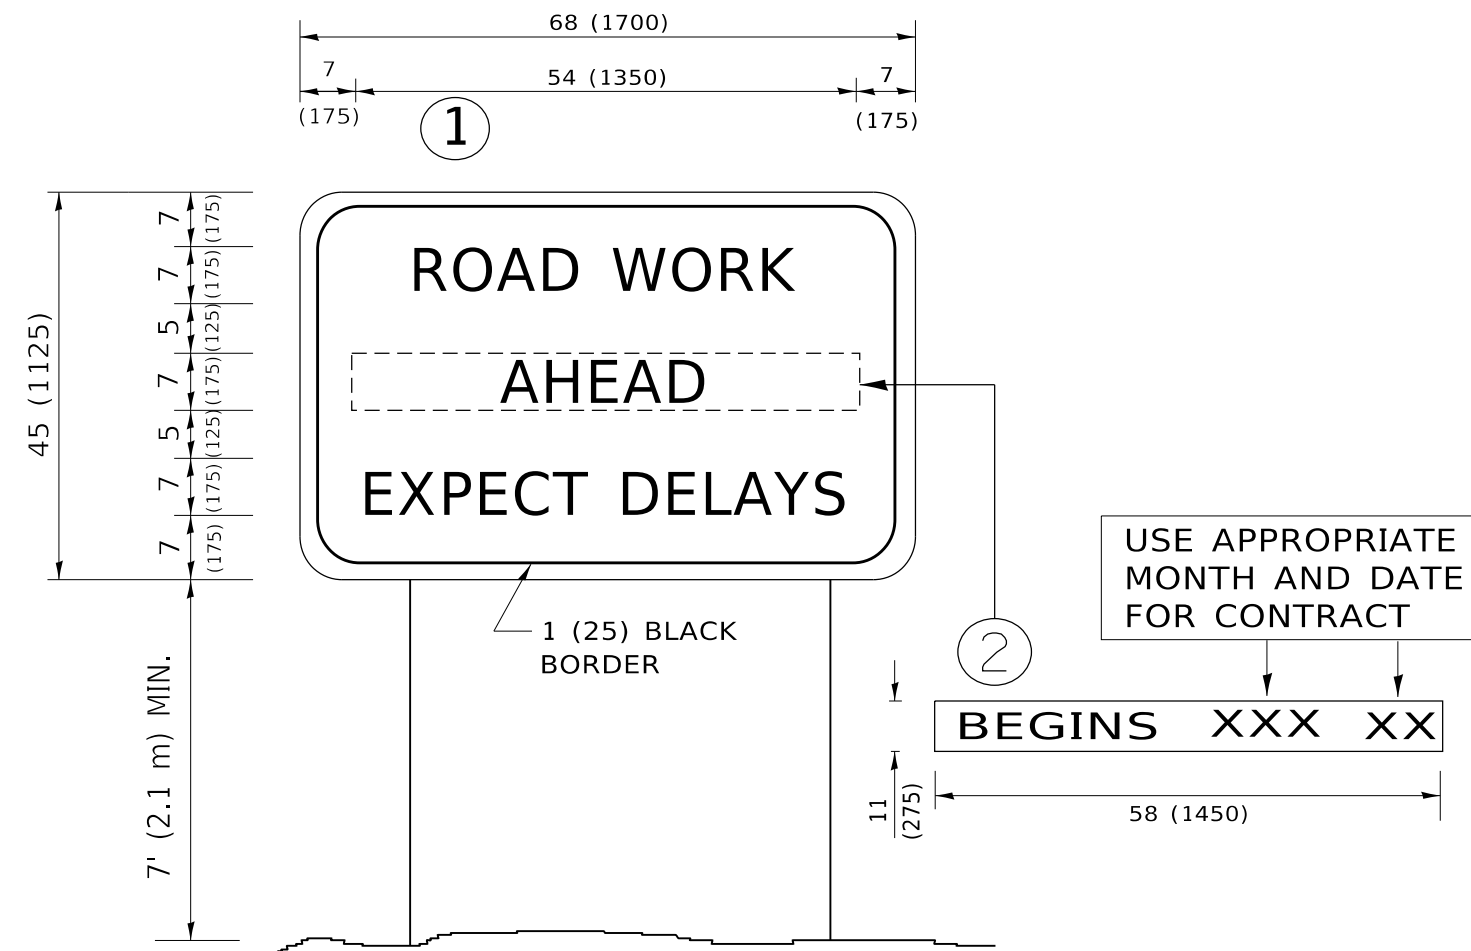 68 (1700)
7
54 (1350)
7
(175)
(175)
1
7
(175)
7
(175)
5
(125)
7
(175)
5
(125)
7
(175)
7
(175)
45 (1125)
ROAD WORK
AHEAD
EXPECT DELAYS
1 (25) BLACK
BORDER
7' (2.1 m) MIN.
USE APPROPRIATE
MONTH AND DATE
FOR CONTRACT
2
BEGINS XXX XX
11
(275)
58 (1450)